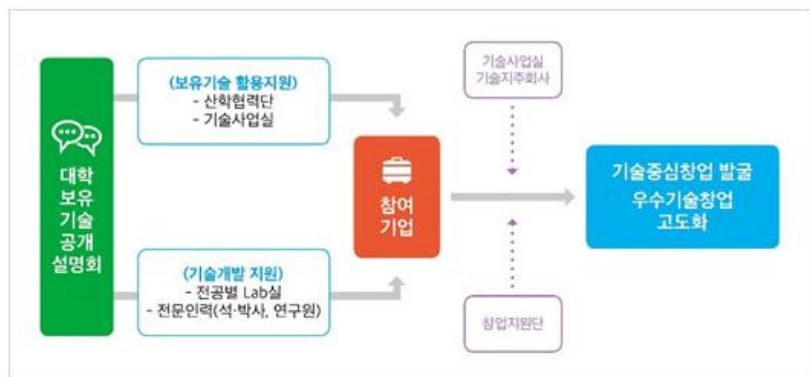 대학
보유
기술
공개
설명회
(보유기술 활용지원)
- 산학협력단
- 기술사업실
(기술개발 지원)
- 전공별 Lab실
- 전문인력(석·박사, 연구원)
참여
기업
기술사업실
기술지주회사
창업지원단
기술중심창업 발굴
우수기술창업
고도화